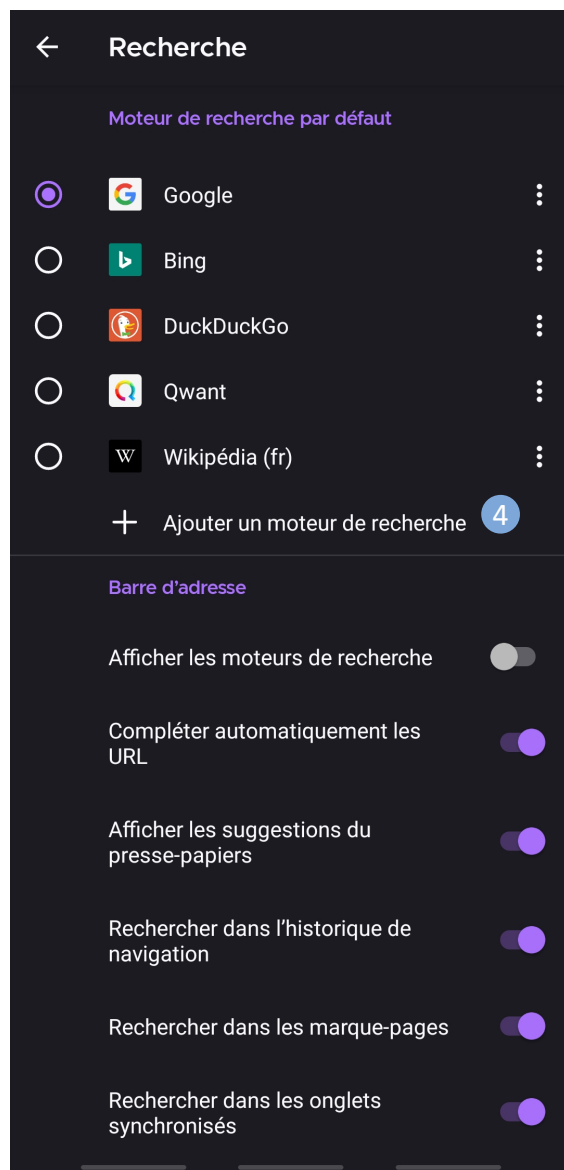 Recherche
Moteur de recherche par défaut
Google
Bing
DuckDuckGo
Qwant
W Wikipédia (fr)
Ajouter un moteur de recherche 4
Barre d’adresse
Afficher les moteurs de recherche
Compléter automatiquement les
URL
Afficher les suggestions du
presse-papiers
Rechercher dans l’historique de
navigation
Rechercher dans les marque-pages
Rechercher dans les onglets
synchronisés